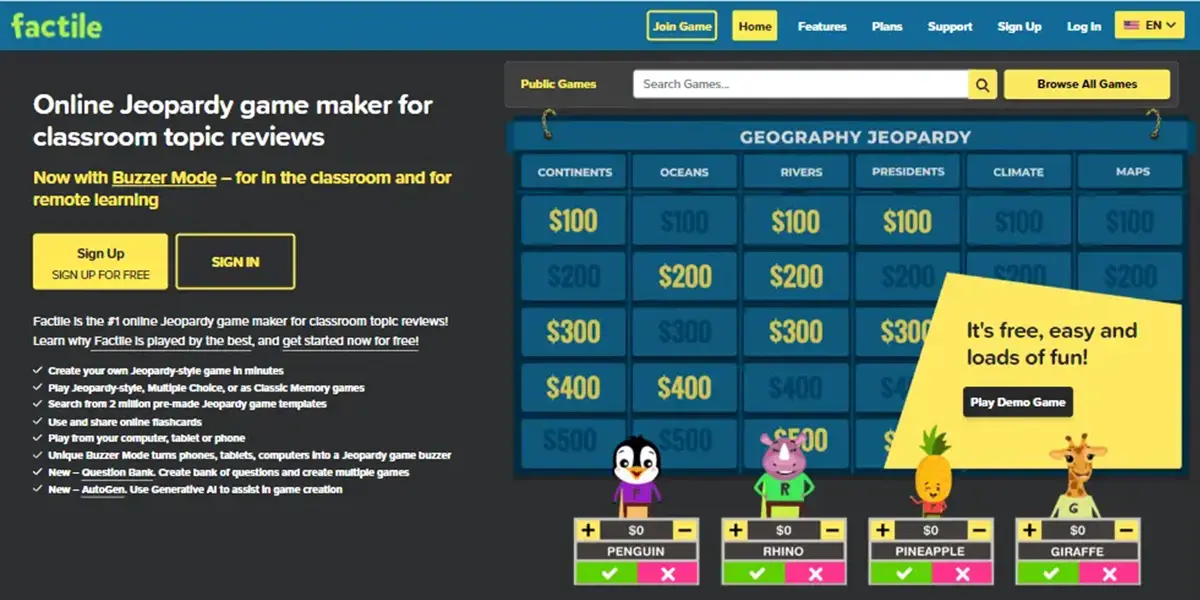 factile
Join Game Home Features Plans Support Sign Up Log In EN
Online Jeopardy game maker for
classroom topic reviews
Now with Buzzer Mode – for in the classroom and for
remote learning
Sign Up
SIGN UP FOR FREE
SIGN IN
Factile is the #1 online Jeopardy game maker for classroom topic reviews!
Learn why Factile is played by the best, and get started now for free!
Create your own Jeopardy-style game in minutes
Play Jeopardy-style, Multiple Choice, or as Classic Memory games
Search from 2 million pre-made Jeopardy game templates
Use and share online flashcards
Play from your computer, tablet or phone
Unique Buzzer Mode turns phones, tablets, computers into a Jeopardy game buzzer
New – Question Bank. Create bank of questions and create multiple games
New – AutoGen. Use Generative AI to assist in game creation
Public Games Search Games... Browse All Games
GEOGRAPHY JEOPARDY
CONTINENTS OCEANS RIVERS PRESIDENTS CLIMATE MAPS
$100 $100 $100 $100 $100 $100
$200 $200 $200 $200 $200 $200
$300 $300 $300 $300
$400 $400 $400
$500 $500 $500
It's free, easy and
loads of fun!
Play Demo Game
F R G
+ $0 − + $0 − + $0 − + $0 −
PENGUIN RHINO PINEAPPLE GIRAFFE